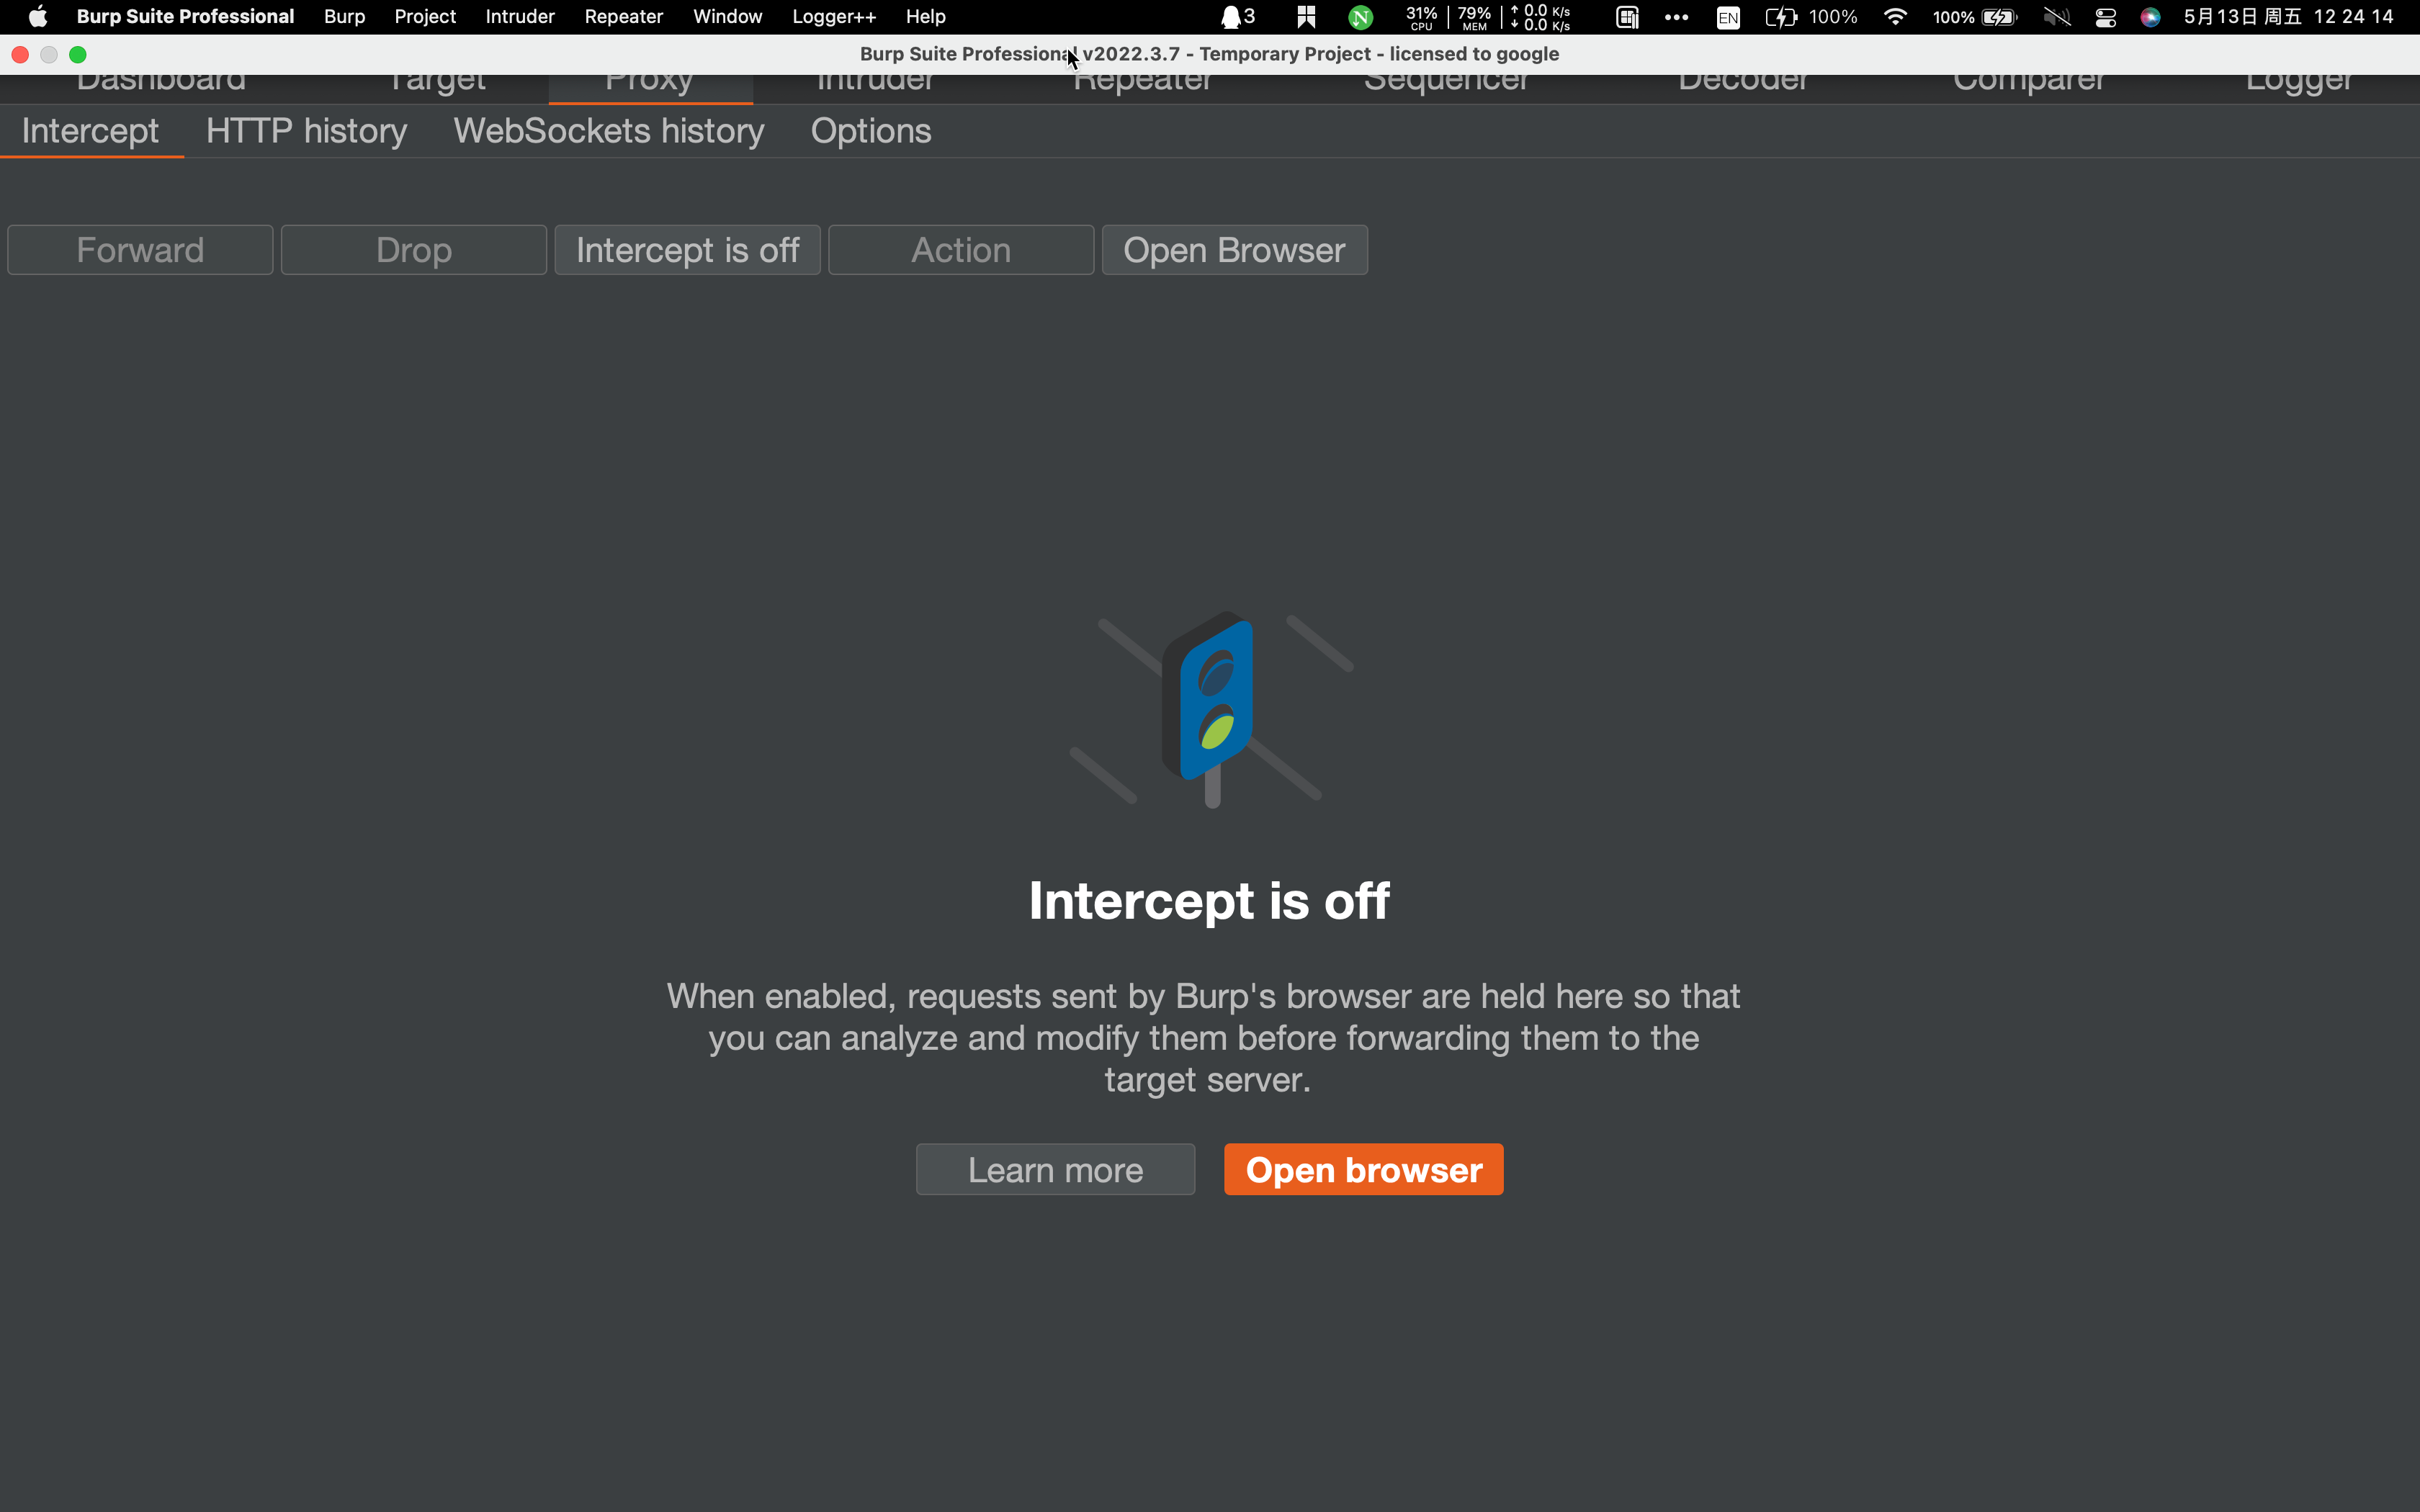 Burp Suite Professional Burp Project Intruder Repeater Window Logger++ Help 3 N 31% CPU 79% MEM ↑ 0.0 K/s ↓ 0.0 K/s ••• EN 100% 100% 5月13日 周五 12 24 14
Burp Suite Professional v2022.3.7 - Temporary Project - licensed to google
Dashboard Target Proxy Intruder Repeater Sequencer Decoder Comparer Logger
Intercept HTTP history WebSockets history Options
Forward Drop Intercept is off Action Open Browser
Intercept is off
When enabled, requests sent by Burp's browser are held here so that
you can analyze and modify them before forwarding them to the
target server.
Learn more Open browser